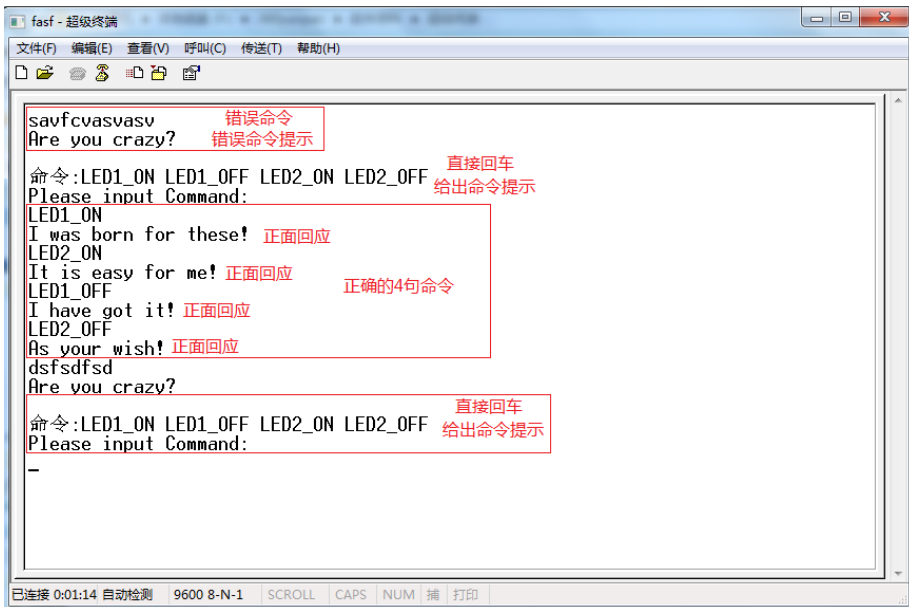 fasf - 超级终端
文件(F) 编辑(E) 查看(V) 呼叫(C) 传送(T) 帮助(H)
savfcvasvasv 错误命令
Are you crazy? 错误命令提示
直接回车
命令:LED1_ON LED1_OFF LED2_ON LED2_OFF 给出命令提示
Please input Command:
LED1_ON
I was born for these! 正面回应
LED2_ON
It is easy for me! 正面回应
正确的4句命令
LED1_OFF
I have got it! 正面回应
LED2_OFF
As your wish! 正面回应
dsfsdfsd
Are you crazy?
直接回车
命令:LED1_ON LED1_OFF LED2_ON LED2_OFF 给出命令提示
Please input Command:
_
已连接 0:01:14 自动检测 9600 8-N-1 SCROLL CAPS NUM 捕 打印